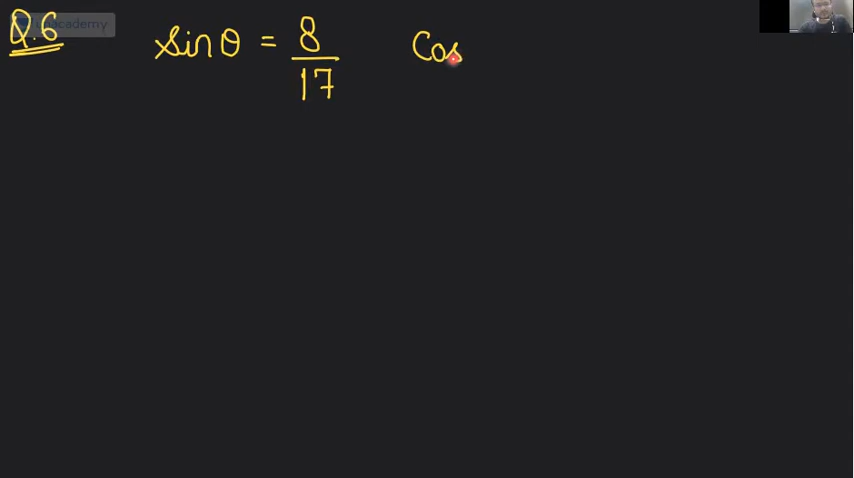 Q.6 sinθ = 8/17 Cos